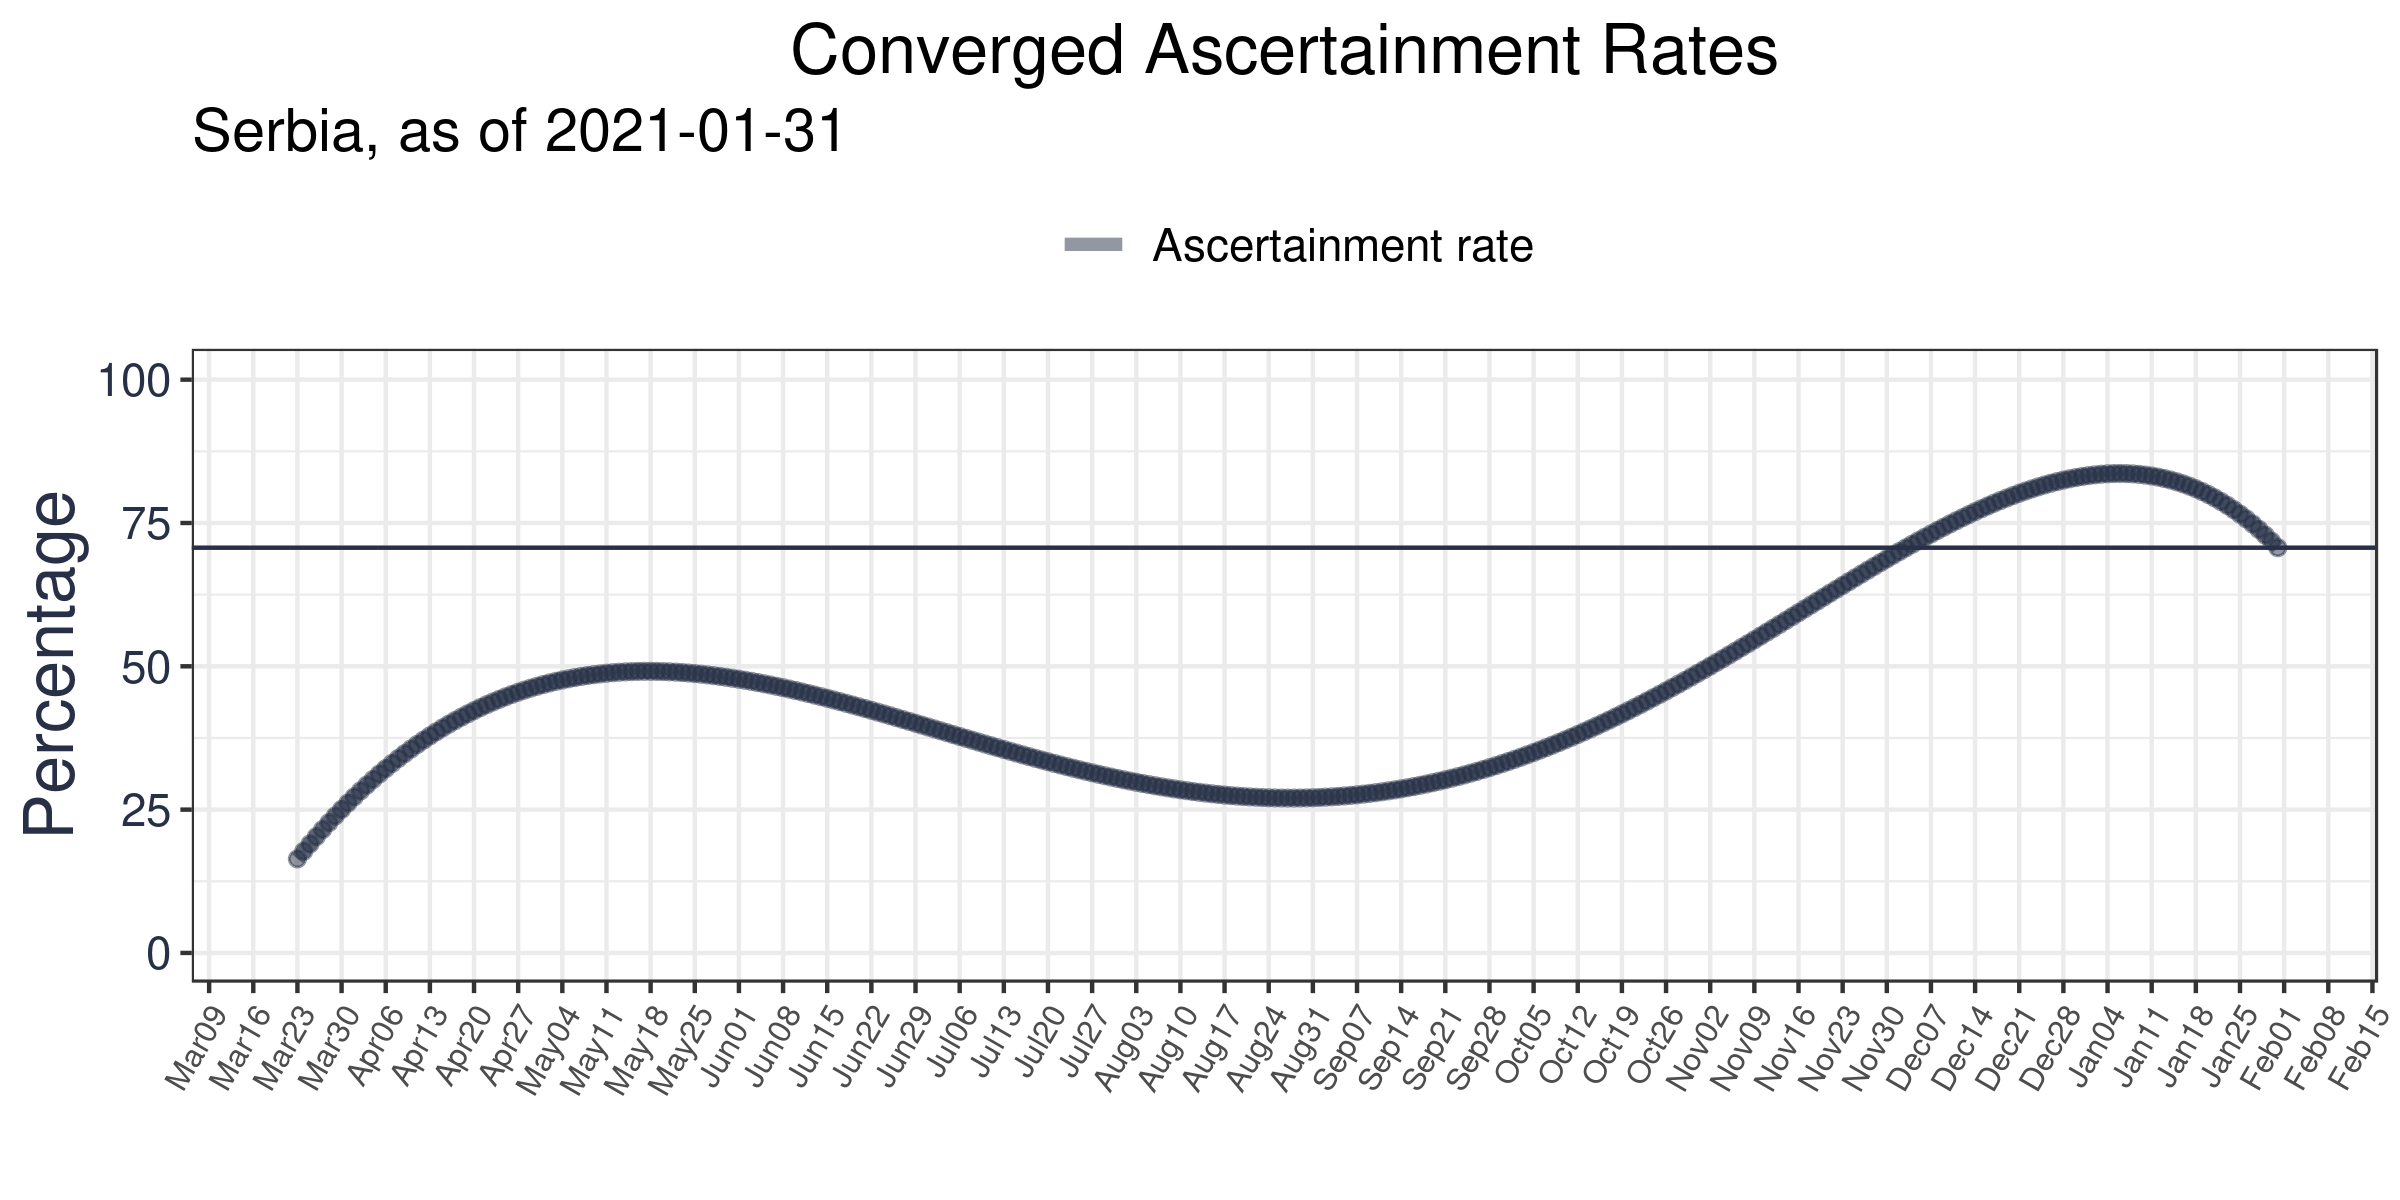 Converged Ascertainment Rates
Serbia, as of 2021-01-31
Ascertainment rate
Percentage
100
75
50
25
0
Mar09 Mar16 Mar23 Mar30 Apr06 Apr13 Apr20 Apr27 May04 May11 May18 May25 Jun01 Jun08 Jun15 Jun22 Jun29 Jul06 Jul13 Jul20 Jul27 Aug03 Aug10 Aug17 Aug24 Aug31 Sep07 Sep14 Sep21 Sep28 Oct05 Oct12 Oct19 Oct26 Nov02 Nov09 Nov16 Nov23 Nov30 Dec07 Dec14 Dec21 Dec28 Jan04 Jan11 Jan18 Jan25 Feb01 Feb08 Feb15